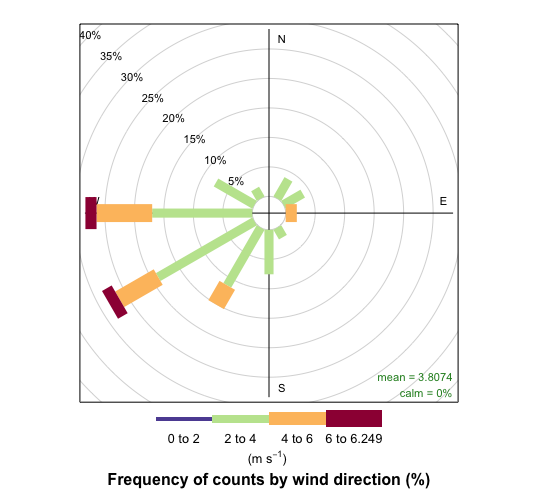 N
40%
35%
30%
25%
20%
15%
10%
5%
E
S
mean = 3.8074
calm = 0%
0 to 2 2 to 4 4 to 6 6 to 6.249
(m s⁻¹)
Frequency of counts by wind direction (%)